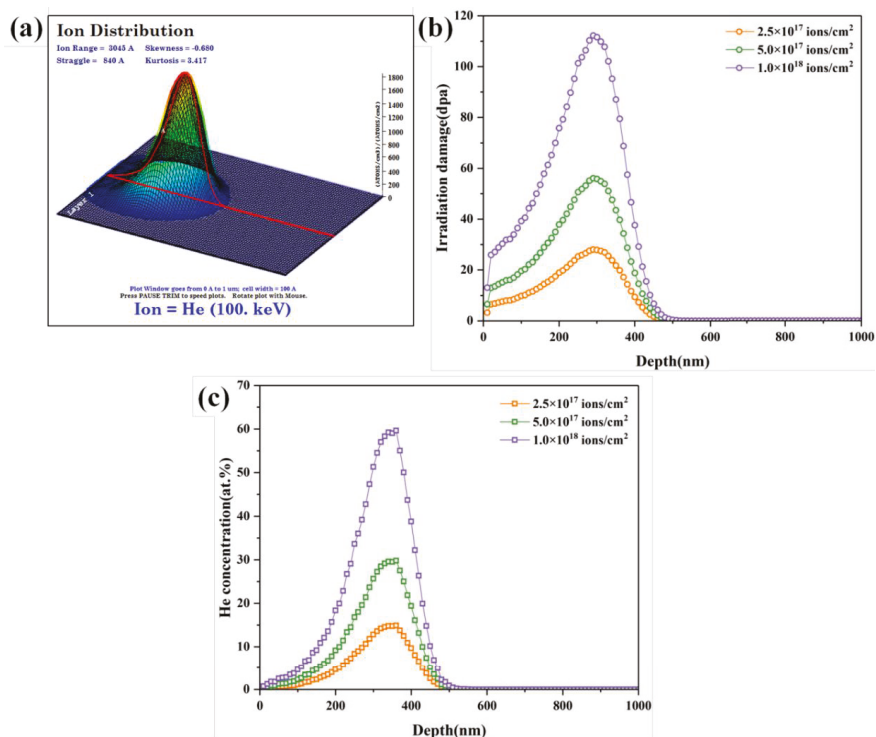 (a)
Ion Distribution
Ion Range = 3045 A Skewness = -0.680
Straggle = 840 A Kurtosis = 3.417
(ATOMS/cm3) / (ATOMS/cm2)
1800
1600
1400
1200
1000
800
600
400
200
0
Layer 1
Plot Window goes from 0 A to 1 um; cell width = 100 A
Press PAUSE TRIM to speed plots. Rotate plot with Mouse.
Ion = He (100. keV)
(b)
Irradiation damage(dpa)
120
100
80
60
40
20
0
2.5×10¹⁷ ions/cm²
5.0×10¹⁷ ions/cm²
1.0×10¹⁸ ions/cm²
0 200 400 600 800 1000
Depth(nm)
(c)
He concentration(at.%)
70
60
50
40
30
20
10
0
2.5×10¹⁷ ions/cm²
5.0×10¹⁷ ions/cm²
1.0×10¹⁸ ions/cm²
0 200 400 600 800 1000
Depth(nm)